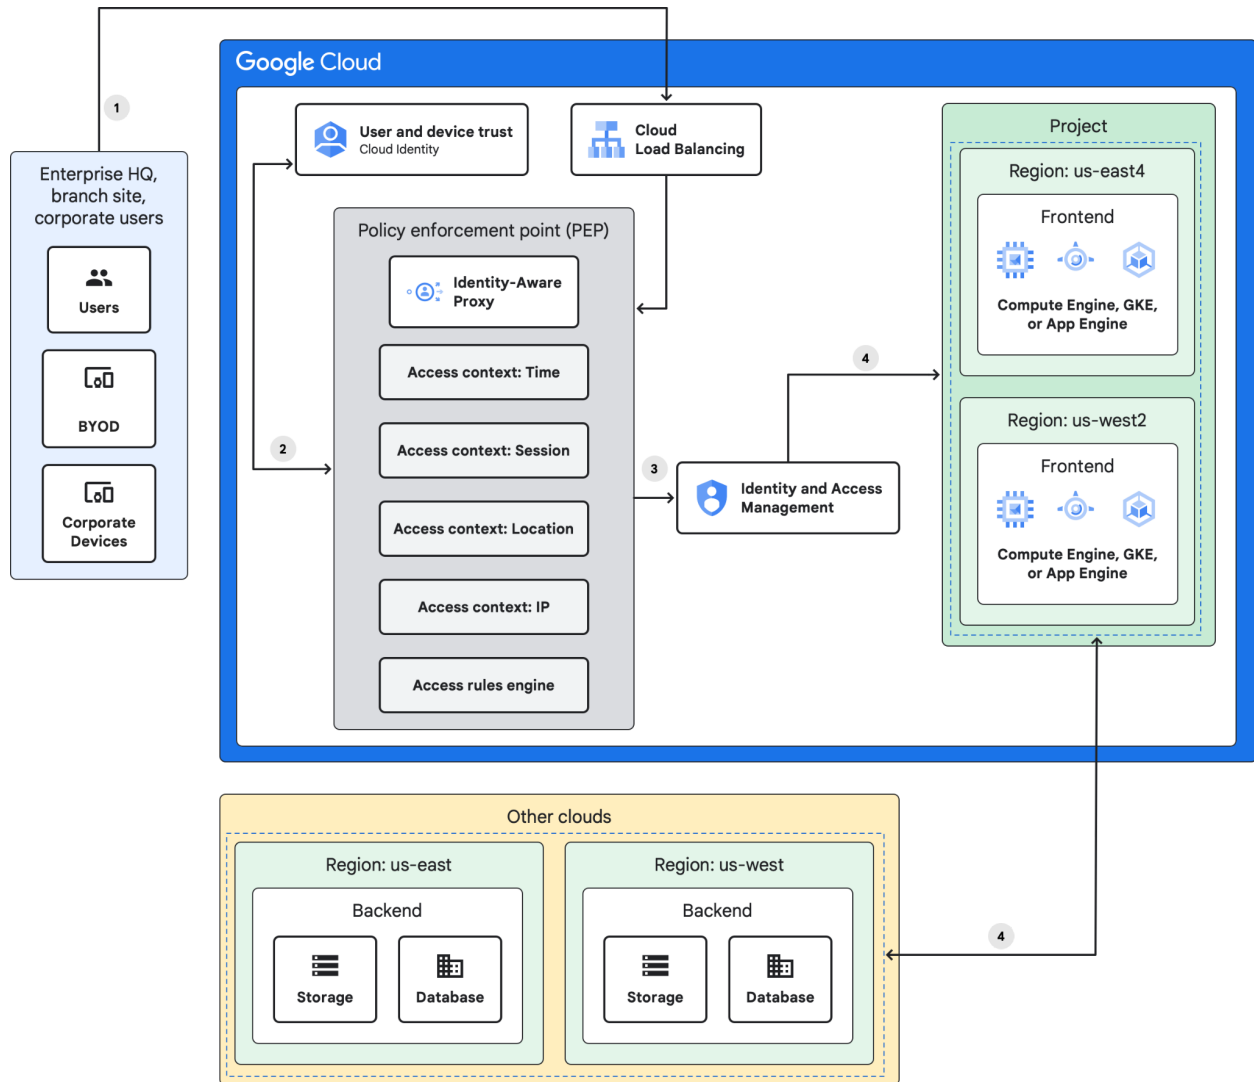 Google Cloud
1
User and device trust
Cloud Identity
Cloud
Load Balancing
Enterprise HQ,
branch site,
corporate users
Users
BYOD
Corporate
Devices
2
Policy enforcement point (PEP)
Identity-Aware
Proxy
Access context: Time
Access context: Session
Access context: Location
Access context: IP
Access rules engine
3
Identity and Access
Management
4
Project
Region: us-east4
Frontend
Compute Engine, GKE,
or App Engine
Region: us-west2
Frontend
Compute Engine, GKE,
or App Engine
Other clouds
Region: us-east
Backend
Storage
Database
Region: us-west
Backend
Storage
Database
4